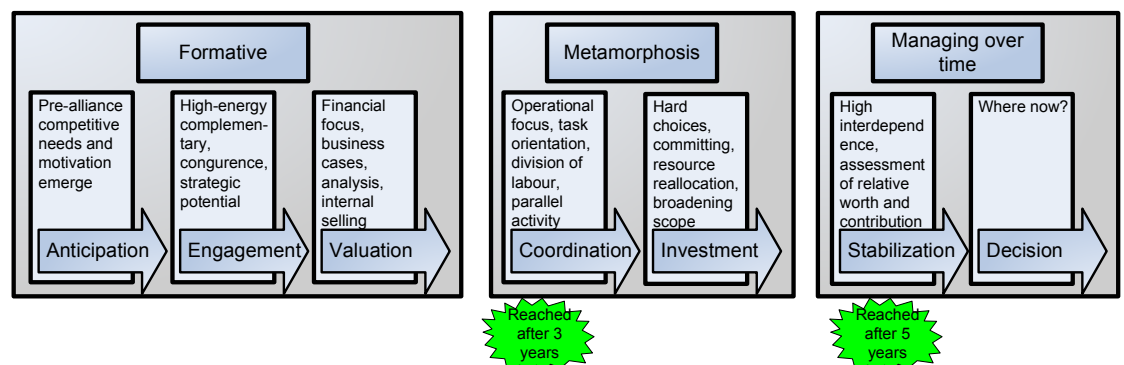 Formative
Pre-alliance
competitive
needs and
motivation
emerge
Anticipation
High-energy
complemen-
tary,
congurence,
strategic
potential
Engagement
Financial
focus,
business
cases,
analysis,
internal
selling
Valuation
Metamorphosis
Operational
focus, task
orientation,
division of
labour,
parallel
activity
Coordination
Hard
choices,
committing,
resource
reallocation,
broadening
scope
Investment
Reached
after 3
years
Managing over
time
High
interdepend
ence,
assessment
of relative
worth and
contribution
Stabilization
Where now?
Decision
Reached
after 5
years